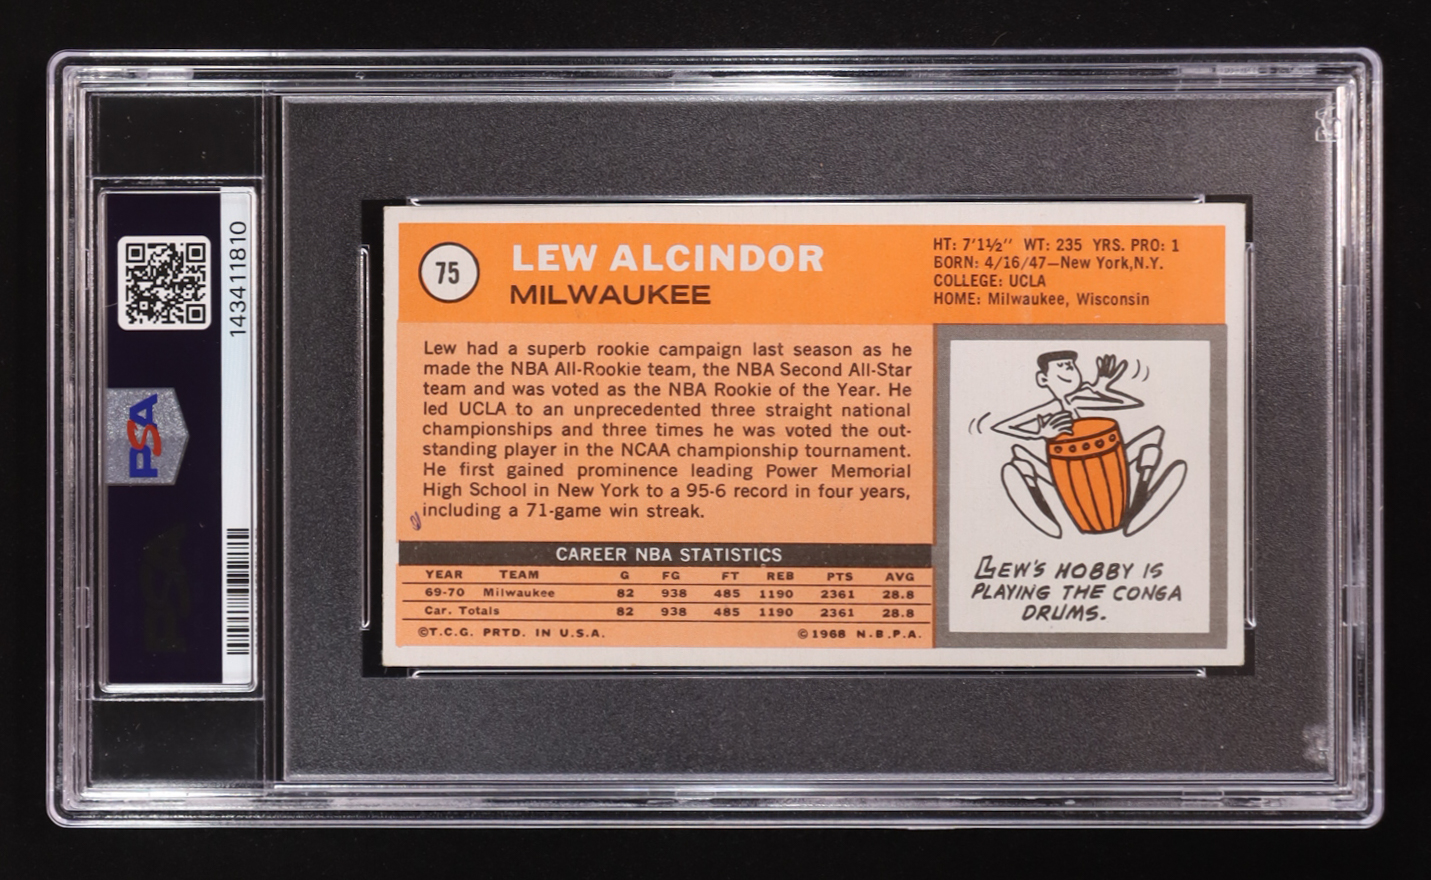 143411810
PSA
75
LEW ALCINDOR
MILWAUKEE
HT: 7'1½" WT: 235 YRS. PRO: 1
BORN: 4/16/47—New York,N.Y.
COLLEGE: UCLA
HOME: Milwaukee, Wisconsin
Lew had a superb rookie campaign last season as he
made the NBA All-Rookie team, the NBA Second All-Star
team and was voted as the NBA Rookie of the Year. He
led UCLA to an unprecedented three straight national
championships and three times he was voted the out-
standing player in the NCAA championship tournament.
He first gained prominence leading Power Memorial
High School in New York to a 95-6 record in four years,
including a 71-game win streak.
CAREER NBA STATISTICS
YEAR TEAM G FG FT REB PTS AVG
69-70 Milwaukee 82 938 485 1190 2361 28.8
Car. Totals 82 938 485 1190 2361 28.8
©T.C.G. PRTD. IN U.S.A. ©1968 N.B.P.A.
LEW'S HOBBY IS
PLAYING THE CONGA
DRUMS.